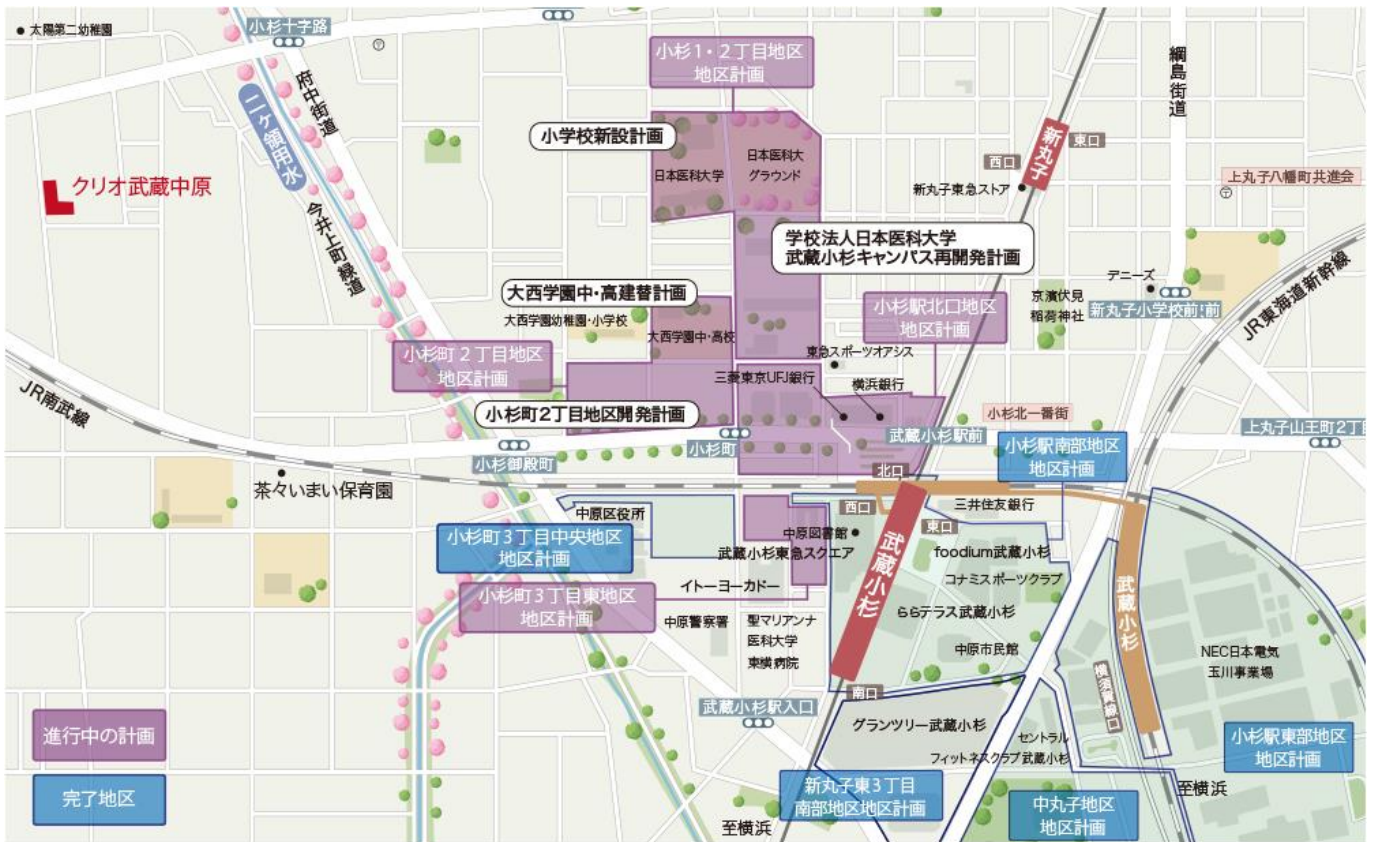 太陽第二幼稚園
小杉十字路
府中街道
二ヶ領用水
今井上町緑道
クリオ武蔵中原
小杉1・2丁目地区
地区計画
小学校新設計画
日本医科大学
日本医科大
グラウンド
綱島街道
新丸子
西口
東口
新丸子東急ストア
上丸子八幡町共進会
学校法人日本医科大学
武蔵小杉キャンパス再開発計画
大西学園中・高建替計画
大西学園幼稚園・小学校
大西学園中・高校
小杉駅北口地区
地区計画
デニーズ
京濱伏見
稲荷神社
新丸子小学校前前
JR東海道新幹線
小杉町2丁目地区
地区計画
東急スポーツオアシス
三菱東京UFJ銀行
横浜銀行
小杉町2丁目地区開発計画
JR南武線
小杉御殿町
小杉町
武蔵小杉駅前
小杉北一番街
小杉駅南部地区
地区計画
上丸子山王町2丁目
茶々いまい保育園
北口
西口
東口
三井住友銀行
中原区役所
小杉町3丁目中央地区
地区計画
中原図書館
武蔵小杉東急スクエア
武蔵小杉
foodium武蔵小杉
コナミスポーツクラブ
ららテラス武蔵小杉
イトーヨーカドー
小杉町3丁目東地区
地区計画
中原警察署
聖マリアンナ
医科大学
東横病院
中原市民館
武蔵小杉
横須賀線口
NEC日本電気
玉川事業場
南口
武蔵小杉駅入口
グランツリー武蔵小杉
セントラル
フィットネスクラブ武蔵小杉
小杉駅東部地区
地区計画
進行中の計画
完了地区
新丸子東3丁目
南部地区地区計画
中丸子地区
地区計画
至横浜
至横浜